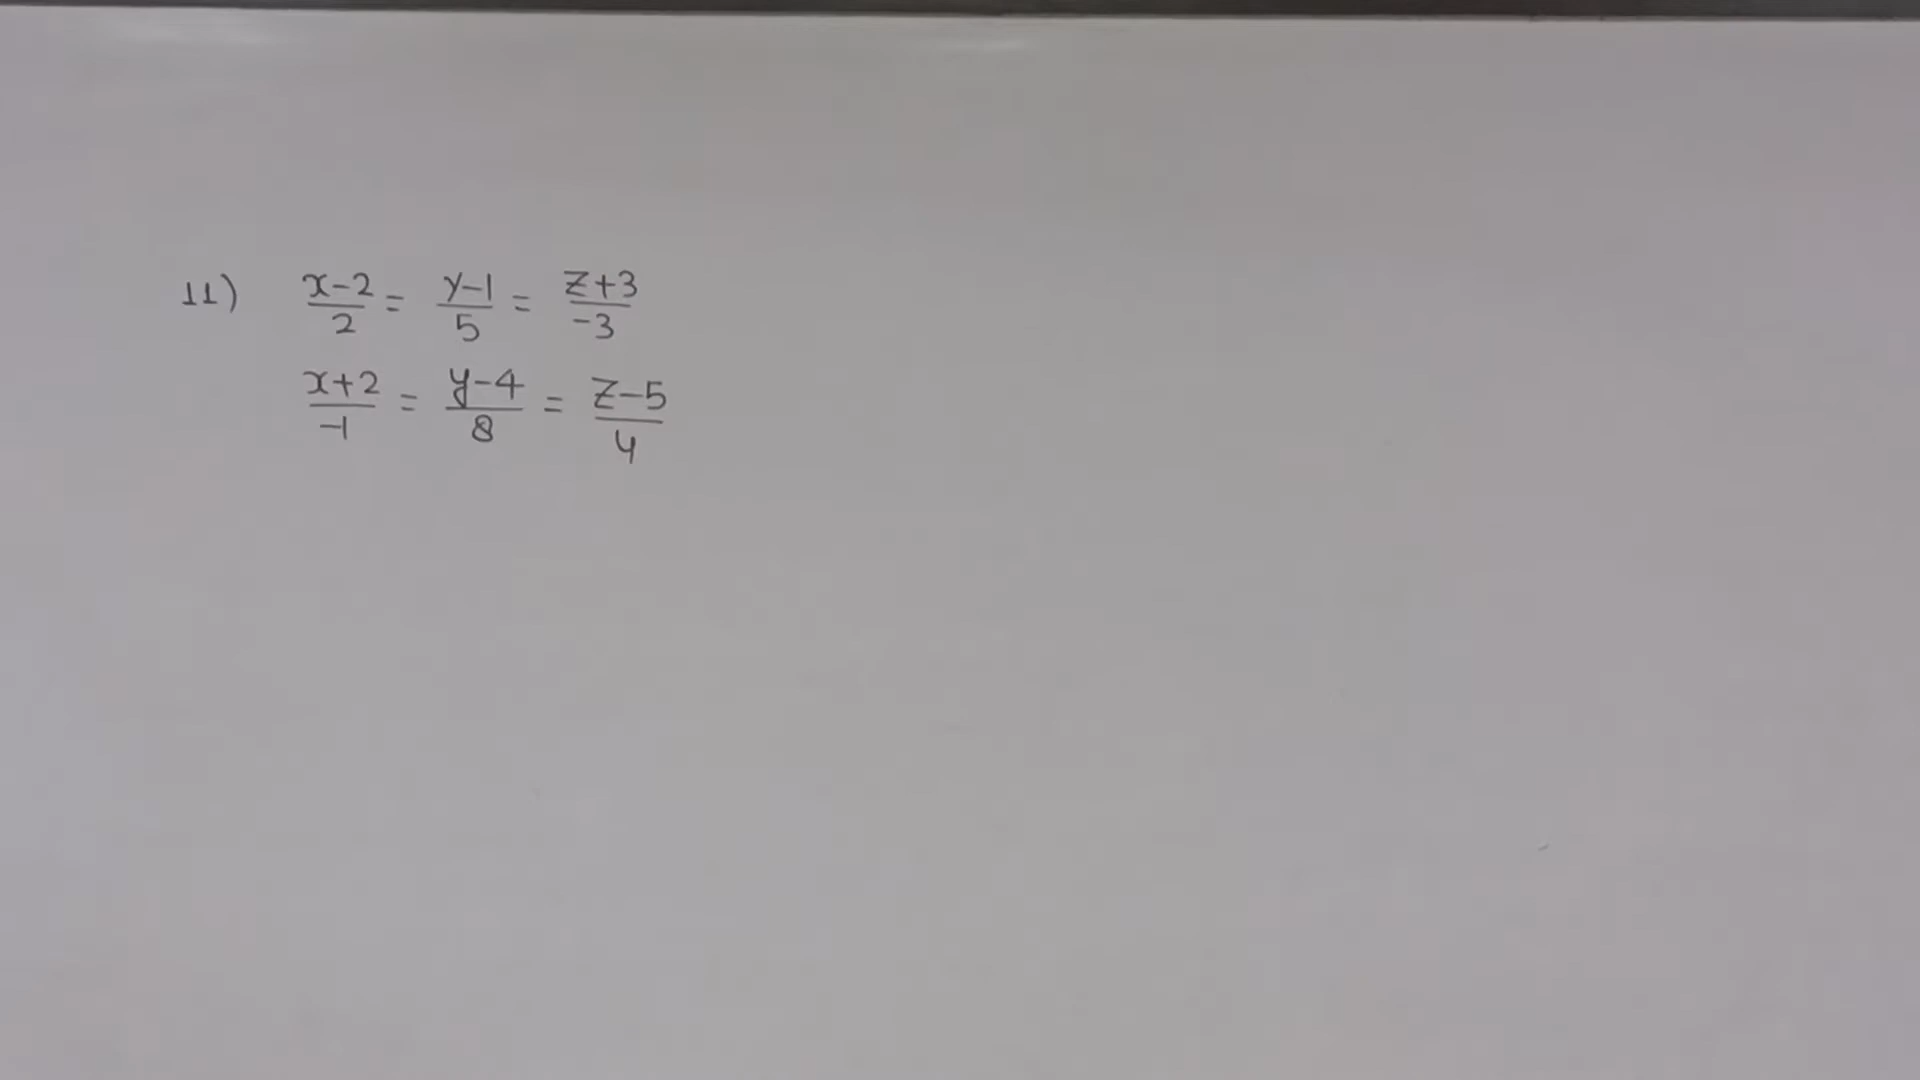 11) x-2/2 = y-1/5 = z+3/-3
x+2/-1 = y-4/8 = z-5/4